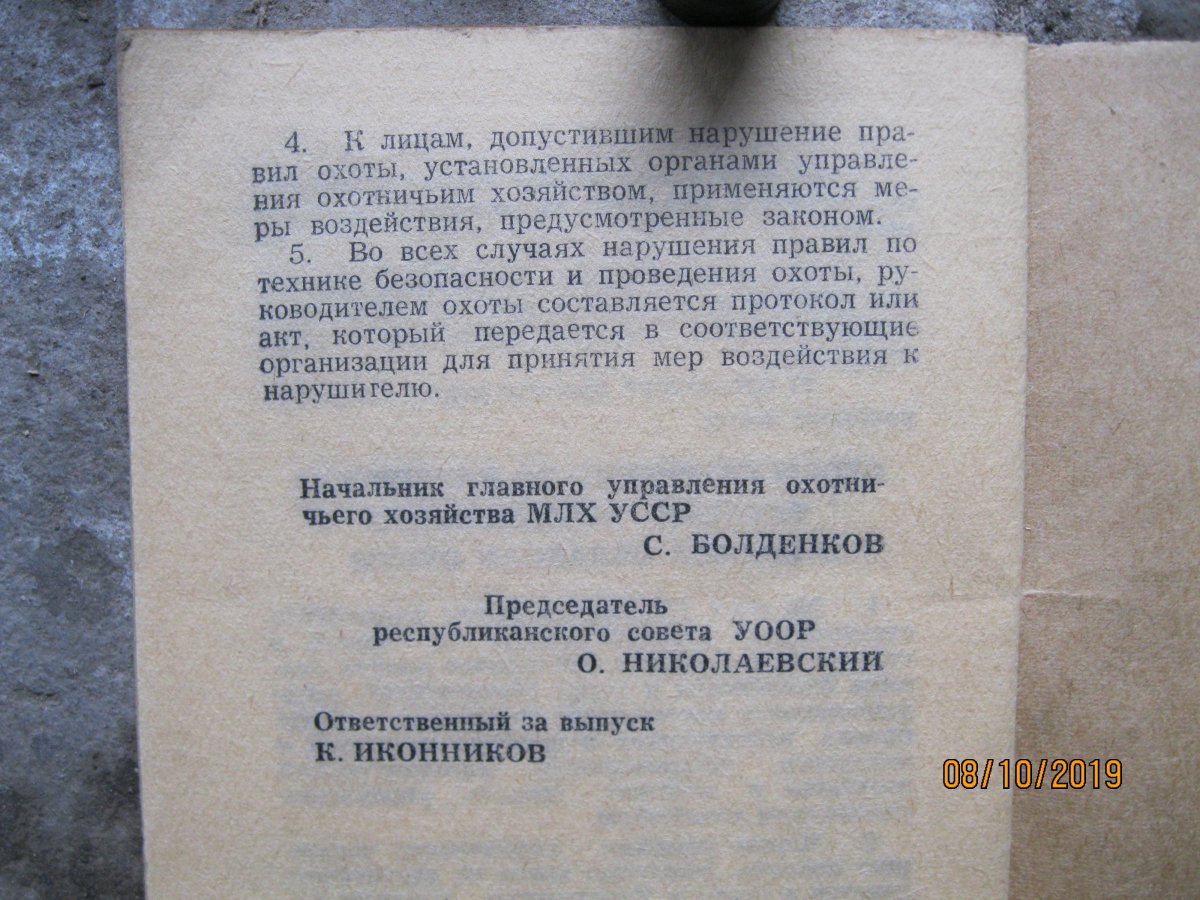 4. К лицам, допустившим нарушение пра-
вил охоты, установленных органами управле-
ния охотничьим хозяйством, применяются ме-
ры воздействия, предусмотренные законом.
5. Во всех случаях нарушения правил по
технике безопасности и проведения охоты, ру-
ководителем охоты составляется протокол или
акт, который передается в соответствующие
организации для принятия мер воздействия к
нарушителю.
Начальник главного управления охотни-
чьего хозяйства МЛХ УССР
С. БОЛДЕНКОВ
Председатель
республиканского совета УООР
О. НИКОЛАЕВСКИЙ
Ответственный за выпуск
К. ИКОННИКОВ
08/10/2019